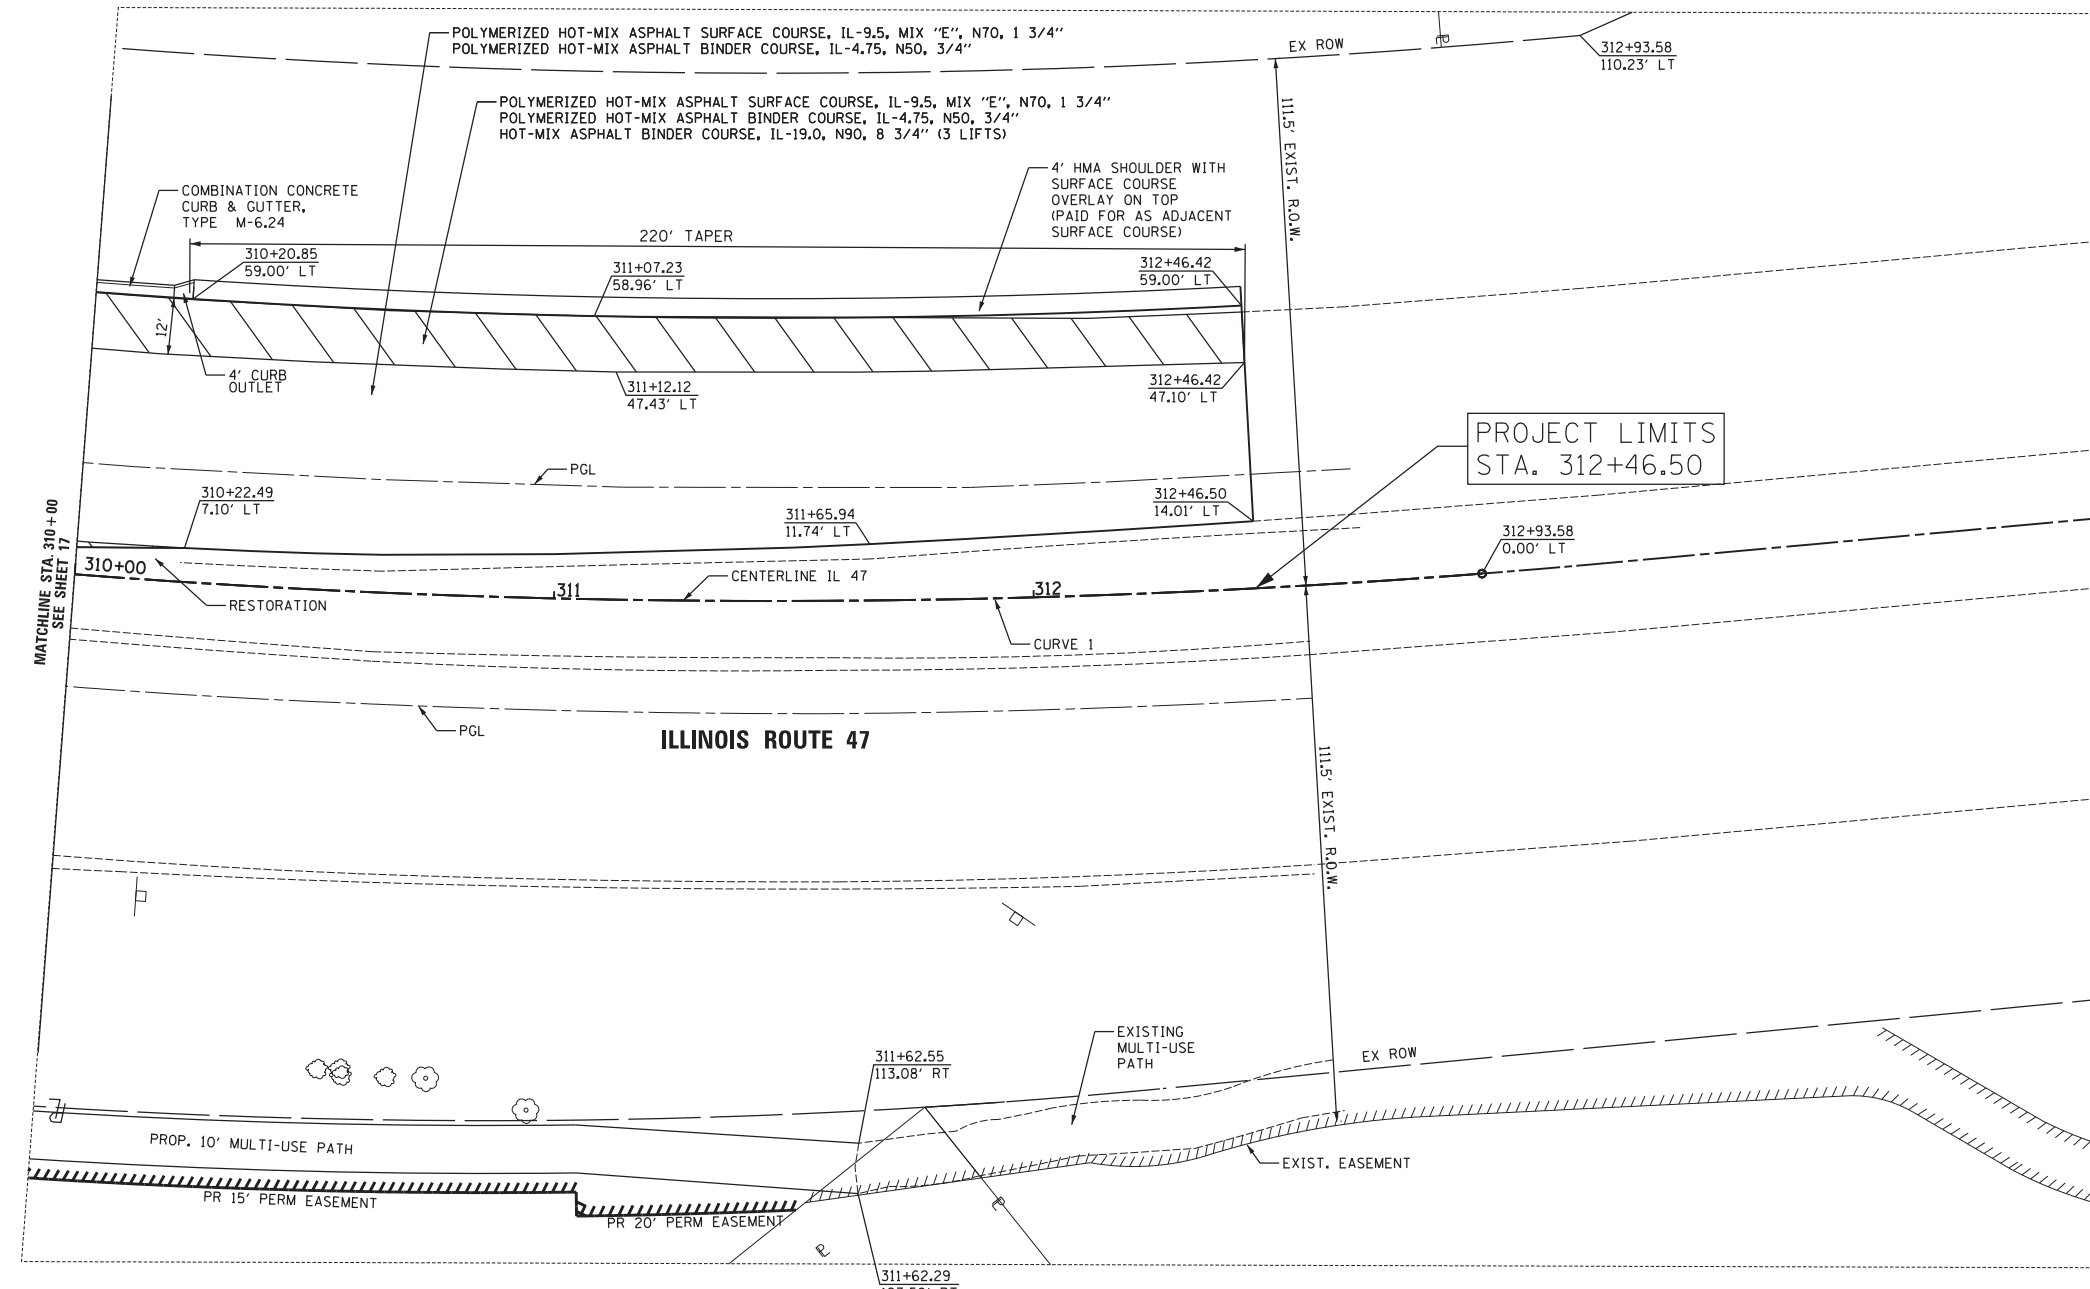 POLYMERIZED HOT-MIX ASPHALT SURFACE COURSE, IL-9.5, MIX "E", N70, 1 3/4"
POLYMERIZED HOT-MIX ASPHALT BINDER COURSE, IL-4.75, N50, 3/4"
EX ROW
P
312+93.58
110.23' LT
POLYMERIZED HOT-MIX ASPHALT SURFACE COURSE, IL-9.5, MIX "E", N70, 1 3/4"
POLYMERIZED HOT-MIX ASPHALT BINDER COURSE, IL-4.75, N50, 3/4"
HOT-MIX ASPHALT BINDER COURSE, IL-19.0, N90, 8 3/4" (3 LIFTS)
111.5' EXIST. R.O.W.
4' HMA SHOULDER WITH
SURFACE COURSE
OVERLAY ON TOP
(PAID FOR AS ADJACENT
SURFACE COURSE)
COMBINATION CONCRETE
CURB & GUTTER,
TYPE M-6.24
220' TAPER
310+20.85
59.00' LT
311+07.23
58.96' LT
312+46.42
59.00' LT
12'
4' CURB
OUTLET
311+12.12
47.43' LT
312+46.42
47.10' LT
PROJECT LIMITS
STA. 312+46.50
PGL
310+22.49
7.10' LT
311+65.94
11.74' LT
312+46.50
14.01' LT
312+93.58
0.00' LT
MATCHLINE STA. 310+00
SEE SHEET 17
310+00
311
CENTERLINE IL 47
312
RESTORATION
CURVE 1
PGL
ILLINOIS ROUTE 47
111.5' EXIST. R.O.W.
EXISTING
MULTI-USE
PATH
EX ROW
311+62.55
113.08' RT
PROP. 10' MULTI-USE PATH
EXIST. EASEMENT
PR 15' PERM EASEMENT
PR 20' PERM EASEMENT
P
P
311+62.29